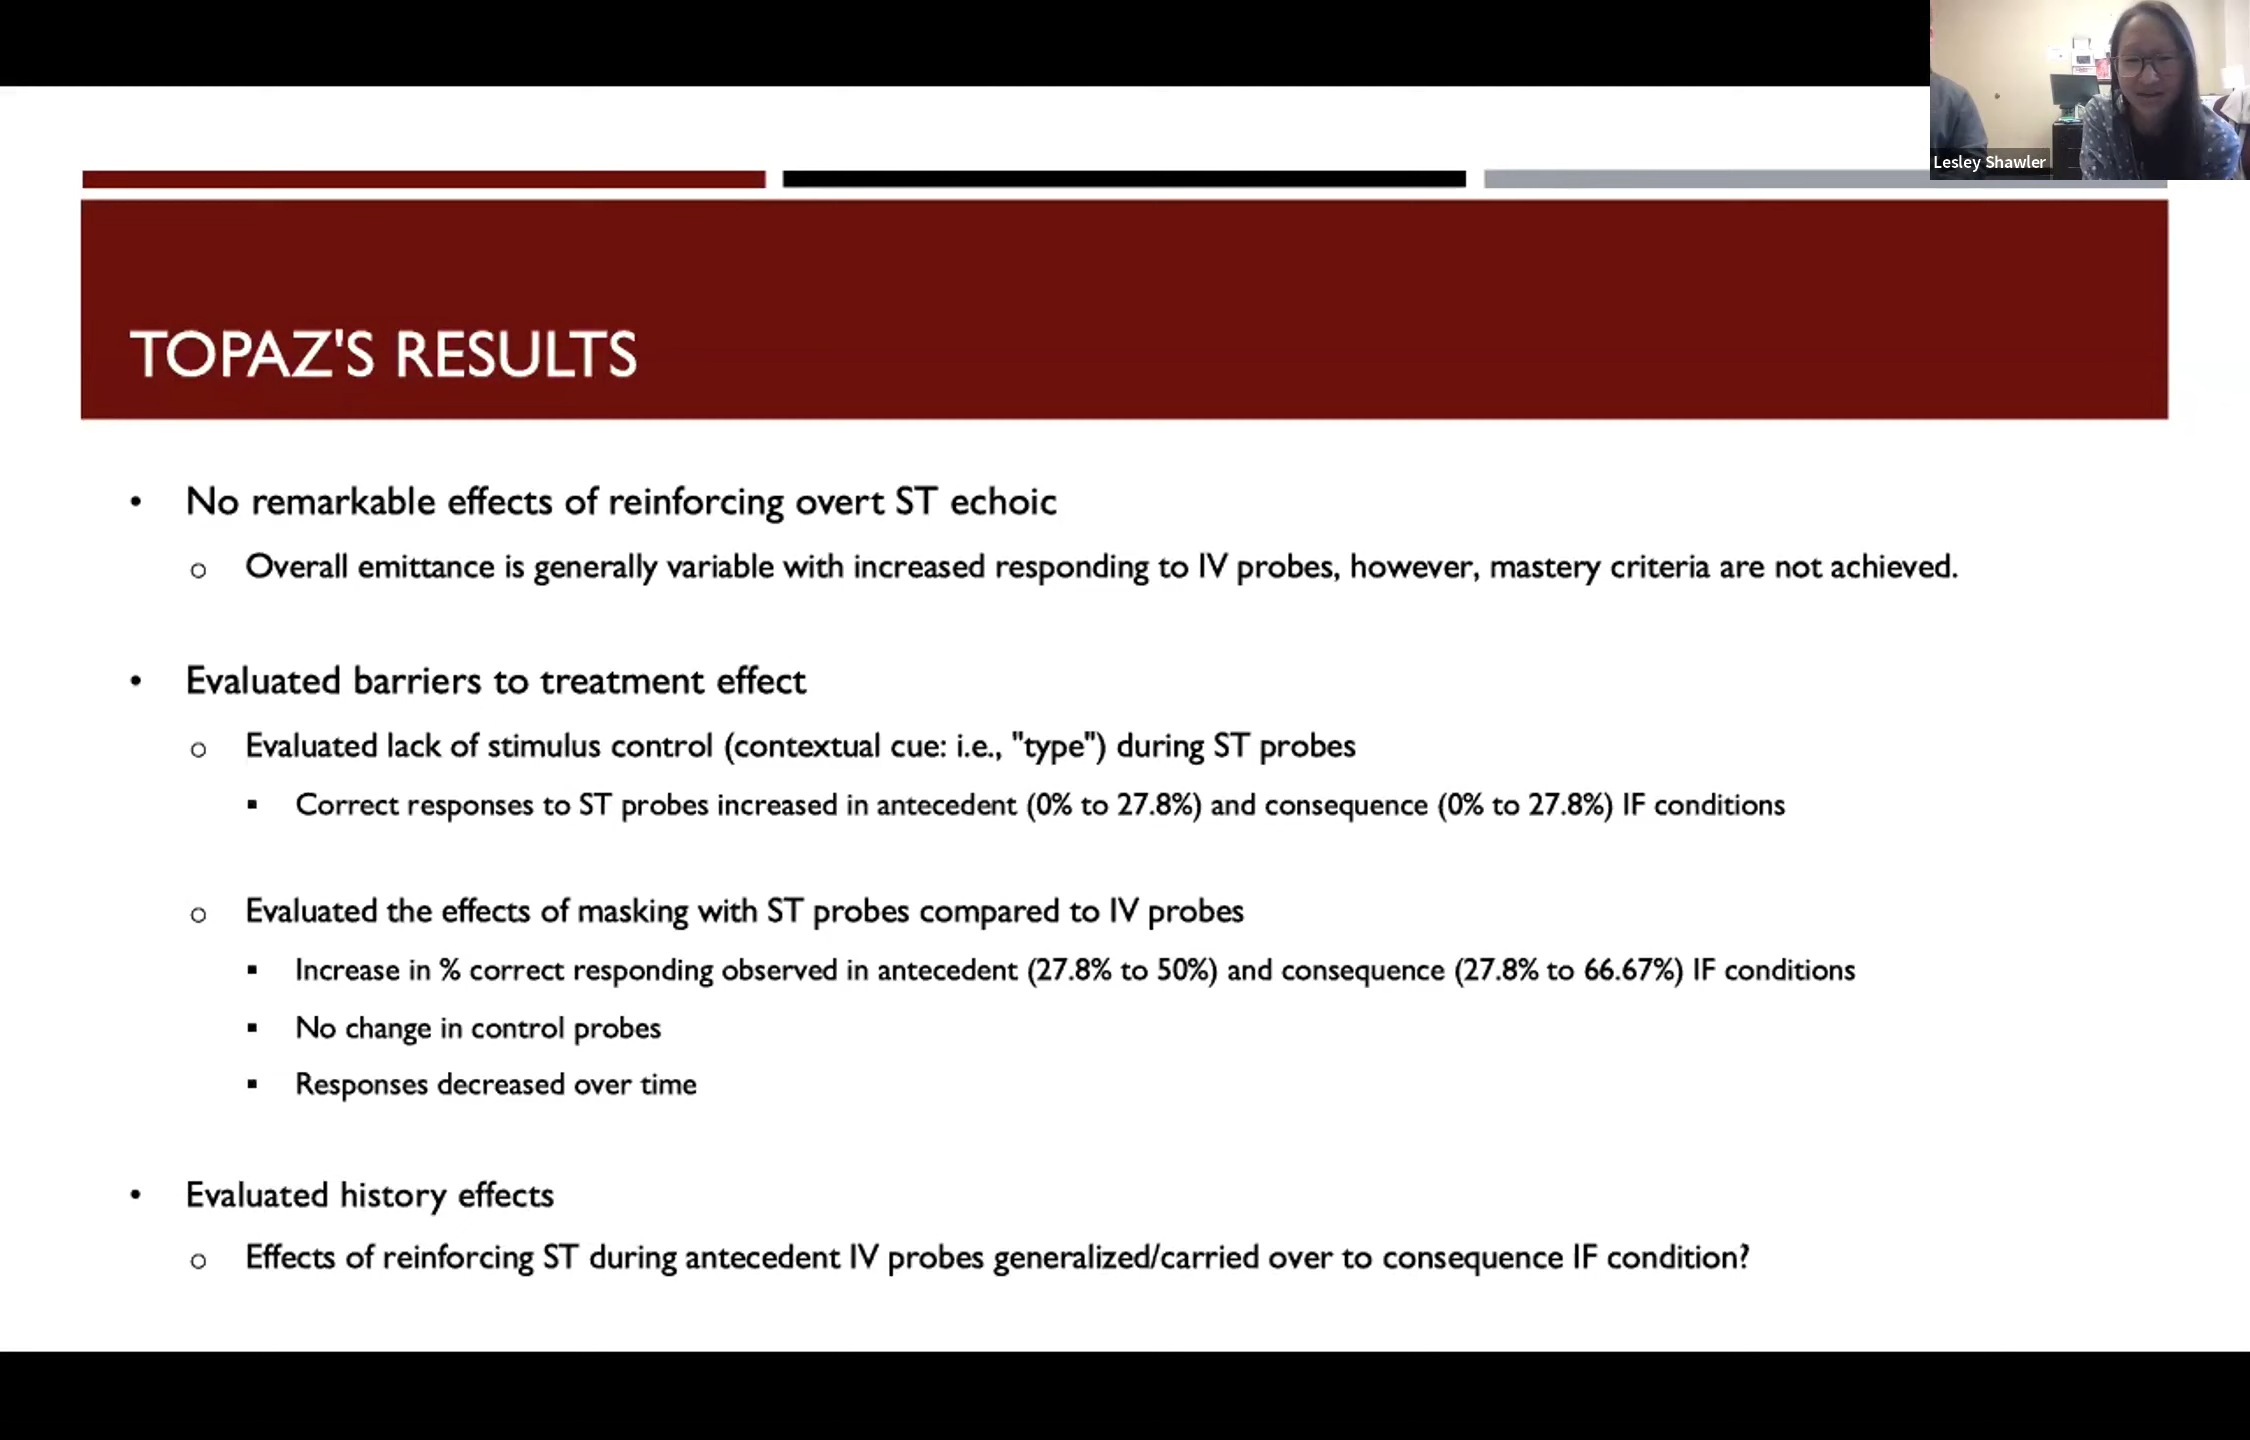 Lesley Shawler
TOPAZ'S RESULTS
• No remarkable effects of reinforcing overt ST echoic
o Overall emittance is generally variable with increased responding to IV probes, however, mastery criteria are not achieved.
• Evaluated barriers to treatment effect
o Evaluated lack of stimulus control (contextual cue: i.e., "type") during ST probes
▪ Correct responses to ST probes increased in antecedent (0% to 27.8%) and consequence (0% to 27.8%) IF conditions
o Evaluated the effects of masking with ST probes compared to IV probes
▪ Increase in % correct responding observed in antecedent (27.8% to 50%) and consequence (27.8% to 66.67%) IF conditions
▪ No change in control probes
▪ Responses decreased over time
• Evaluated history effects
o Effects of reinforcing ST during antecedent IV probes generalized/carried over to consequence IF condition?